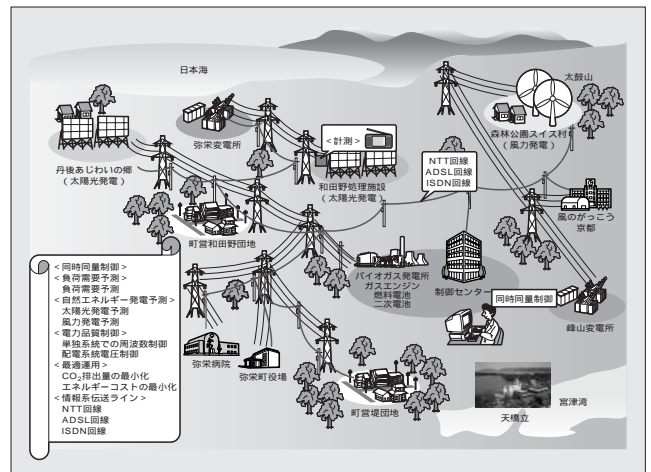 日本海
太鼓山
森林公園スイス村
(風力発電)
弥栄変電所
<計測>
丹後あじわいの郷
(太陽光発電)
和田野処理施設
(太陽光発電)
NTT回線
ADSL回線
ISDN回線
風のがっこう
京都
町営和田野団地
バイオガス発電所
ガスエンジン
燃料電池
二次電池
制御センター
同時同量制御
峰山変電所
<同時同量制御>
<負荷需要予測>
負荷需要予測
<自然エネルギー発電予測>
太陽光発電予測
風力発電予測
<電力品質制御>
単独系統での周波数制御
配電系統電圧制御
<最適運用>
CO₂排出量の最小化
エネルギーコストの最小化
<情報系伝送ライン>
NTT回線
ADSL回線
ISDN回線
弥栄病院
弥栄町役場
町営堤団地
天橋立
宮津湾